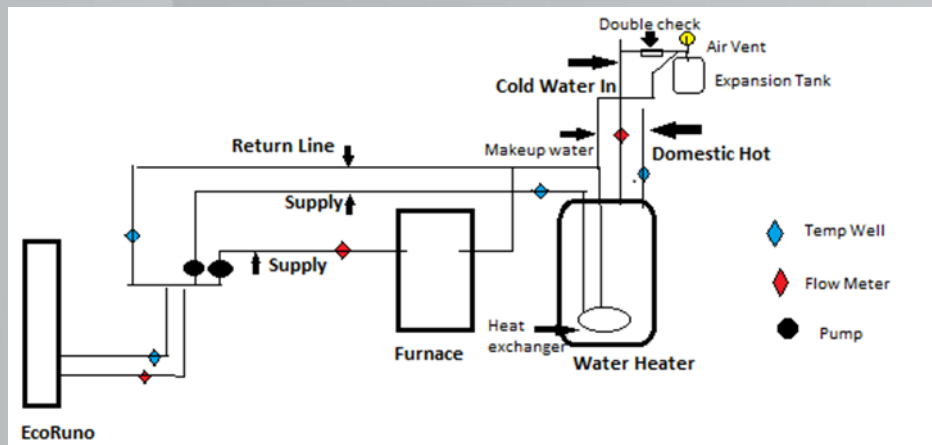 Double check
Air Vent
Expansion Tank
Cold Water In
Makeup water
Domestic Hot
Return Line
Supply
Supply
Temp Well
Flow Meter
Pump
Heat
exchanger
Furnace
Water Heater
EcoRuno